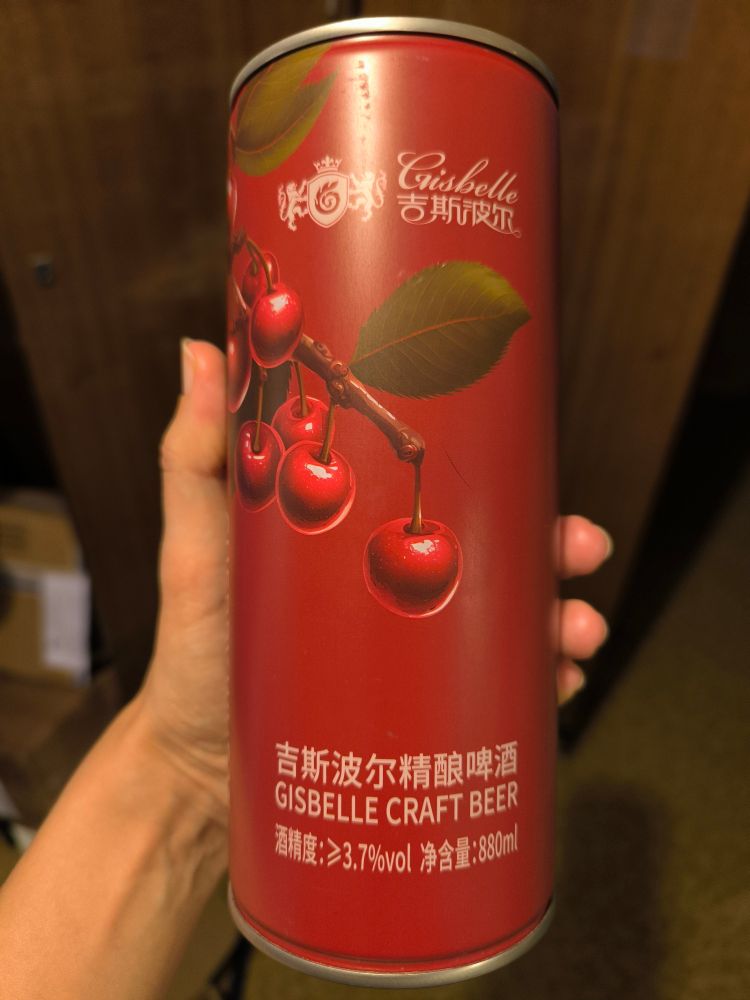 Gisbelle
吉斯波尔
吉斯波尔精酿啤酒
GISBELLE CRAFT BEER
酒精度:≥3.7%vol 净含量:880ml